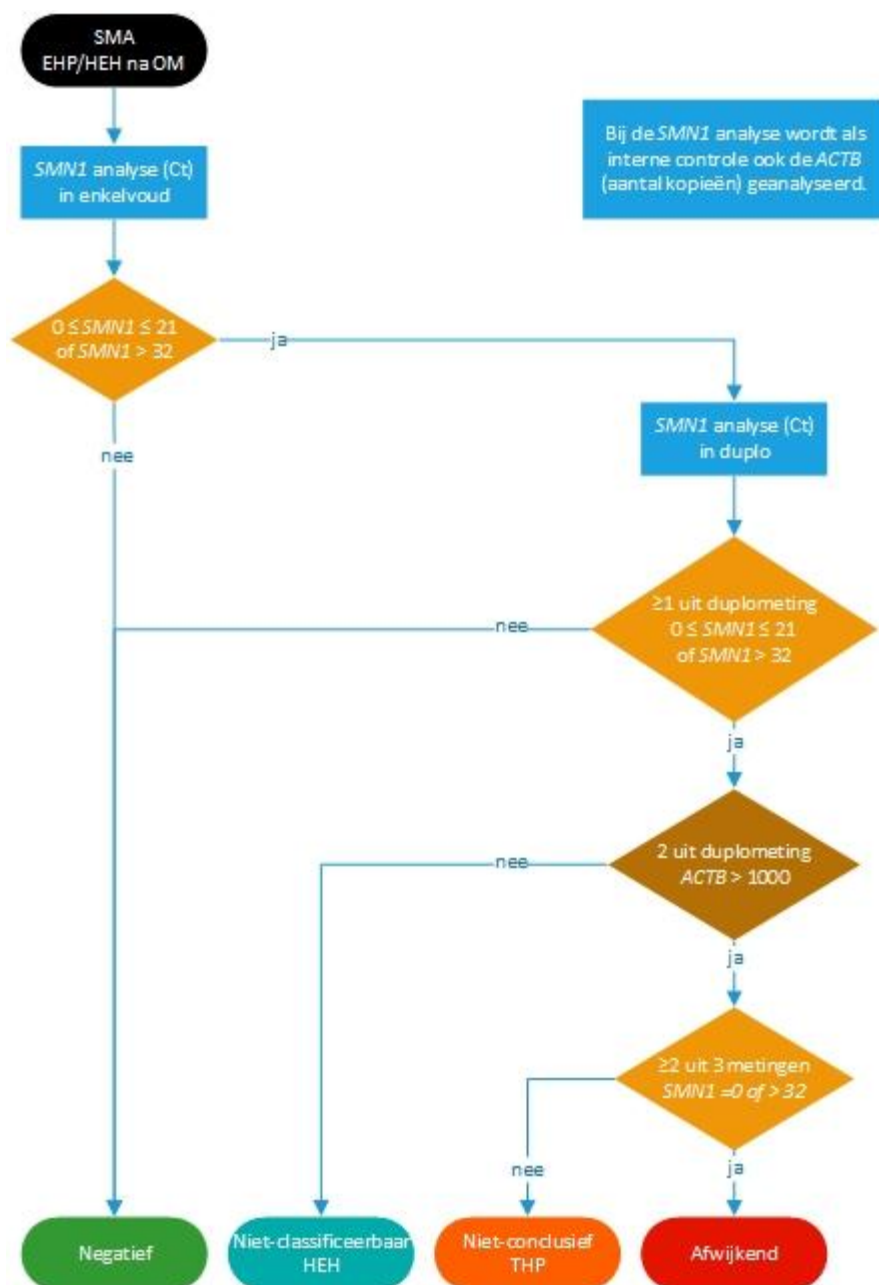 SMA
EHP/HEH na OM
Bij de SMN1 analyse wordt als
interne controle ook de ACTB
(aantal kopieën) geanalyseerd.
SMN1 analyse (Ct)
in enkelvoud
0 ≤ SMN1 ≤ 21
of SMN1 > 32
ja
nee
SMN1 analyse (Ct)
in duplo
≥1 uit duplometing
0 ≤ SMN1 ≤ 21
of SMN1 > 32
nee
ja
2 uit duplometing
ACTB > 1000
nee
ja
≥2 uit 3 metingen
SMN1 =0 of > 32
nee
ja
Negatief
Niet-classificeerbaar
HEH
Niet-conclusief
THP
Afwijkend